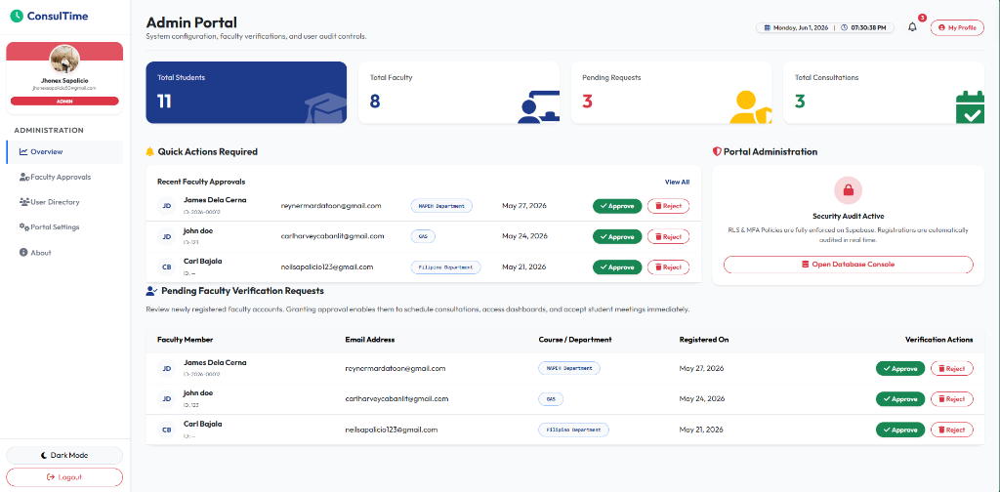 ConsulTime
Jhonex Sapalicio
jhonexsapalicio50@gmail.com
ADMIN
ADMINISTRATION
Overview
Faculty Approvals
User Directory
Portal Settings
About
Dark Mode
Logout
Admin Portal
System configuration, faculty verifications, and user audit controls.
Monday, Jun 1, 2026 | 07:30:38 PM
3
My Profile
Total Students
11
Total Faculty
8
Pending Requests
3
Total Consultations
3
Quick Actions Required
Recent Faculty Approvals View All
JD James Dela Cerna reynermardatoon@gmail.com MAPEH Department May 27, 2026 Approve Reject
ID: 2026-00012
JD john doe carlharveycabanlit@gmail.com GAS May 24, 2026 Approve Reject
ID: 123
CB Carl Bajala neilsapalicio123@gmail.com Filipino Department May 21, 2026 Approve Reject
ID: --
Portal Administration
Security Audit Active
RLS & MFA Policies are fully enforced on Supabase. Registrations are automatically
audited in real time.
Open Database Console
Pending Faculty Verification Requests
Review newly registered faculty accounts. Granting approval enables them to schedule consultations, access dashboards, and accept student meetings immediately.
Faculty Member Email Address Course / Department Registered On Verification Actions
JD James Dela Cerna reynermardatoon@gmail.com MAPEH Department May 27, 2026 Approve Reject
ID: 2026-00012
JD john doe carlharveycabanlit@gmail.com GAS May 24, 2026 Approve Reject
ID: 123
CB Carl Bajala neilsapalicio123@gmail.com Filipino Department May 21, 2026 Approve Reject
ID: --